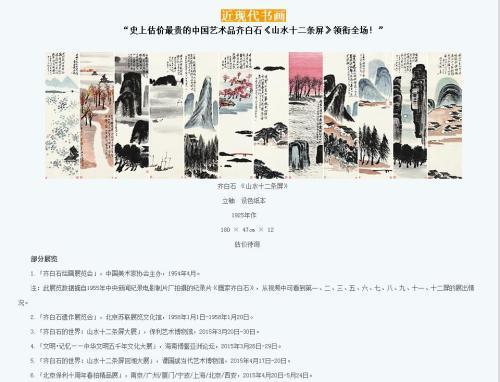 近现代书画
“史上估价最贵的中国艺术品齐白石《山水十二条屏》领衔全场！”
齐白石 《山水十二条屏》
立轴 设色纸本
1925年作
180 × 47cm × 12
估价待询
部分展览
1.「齐白石绘画展览会」，中国美术家协会主办，1954年4月。
注：此展览数据摘自1955年中央新闻纪录电影制片厂拍摄的纪录片《画家齐白石》，从视频中可看到第一、二、三、五、六、七、八、九、十一、十二屏的展出情
况。
2.「齐白石遗作展览会」，北京苏联展览文化馆，1958年1月1日-1958年1月20日。
3.「齐白石的世界：山水十二条屏大展」，保利艺术博物馆，2015年3月20日-30日。
4.「文明·记忆——中华文明五千年文化大展」，海南博鳌亚洲论坛，2015年3月26日-29日。
5.「齐白石的世界：山水十二条屏回湘大展」，谭国斌当代艺术博物馆，2015年4月17日-20日。
6.「北京保利十周年春拍精品展」，南京/广州/厦门/宁波/上海/北京/西安，2015年4月20日-5月24日。